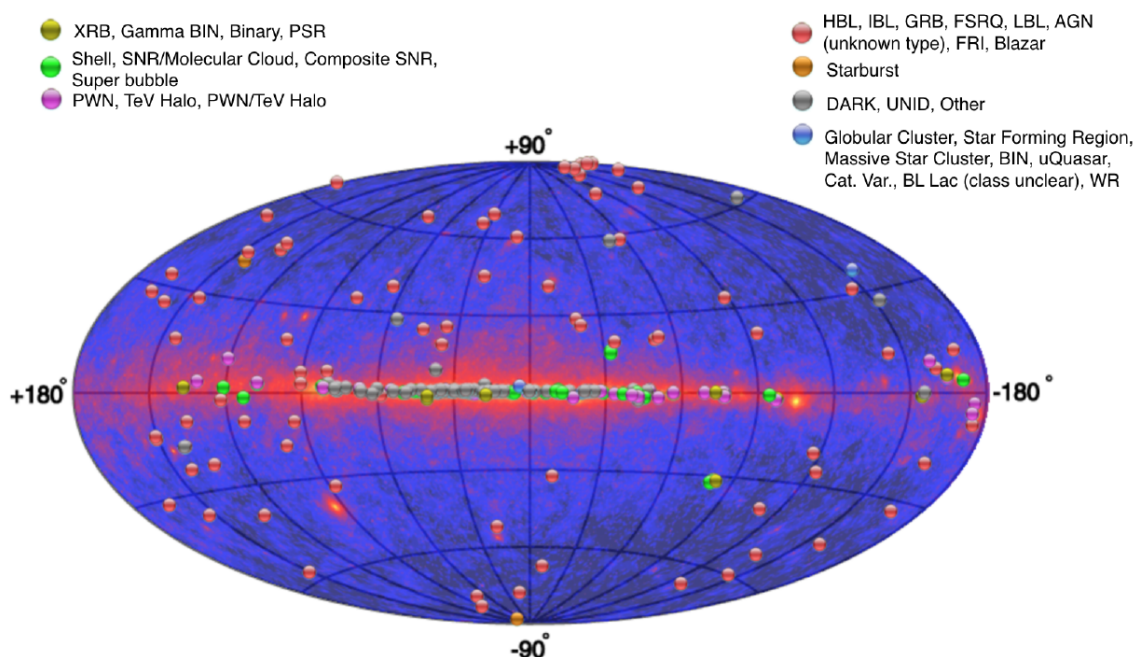 XRB, Gamma BIN, Binary, PSR
Shell, SNR/Molecular Cloud, Composite SNR,
Super bubble
PWN, TeV Halo, PWN/TeV Halo
HBL, IBL, GRB, FSRQ, LBL, AGN
(unknown type), FRI, Blazar
Starburst
DARK, UNID, Other
Globular Cluster, Star Forming Region,
Massive Star Cluster, BIN, uQuasar,
Cat. Var., BL Lac (class unclear), WR
+90°
+180°
-180°
-90°